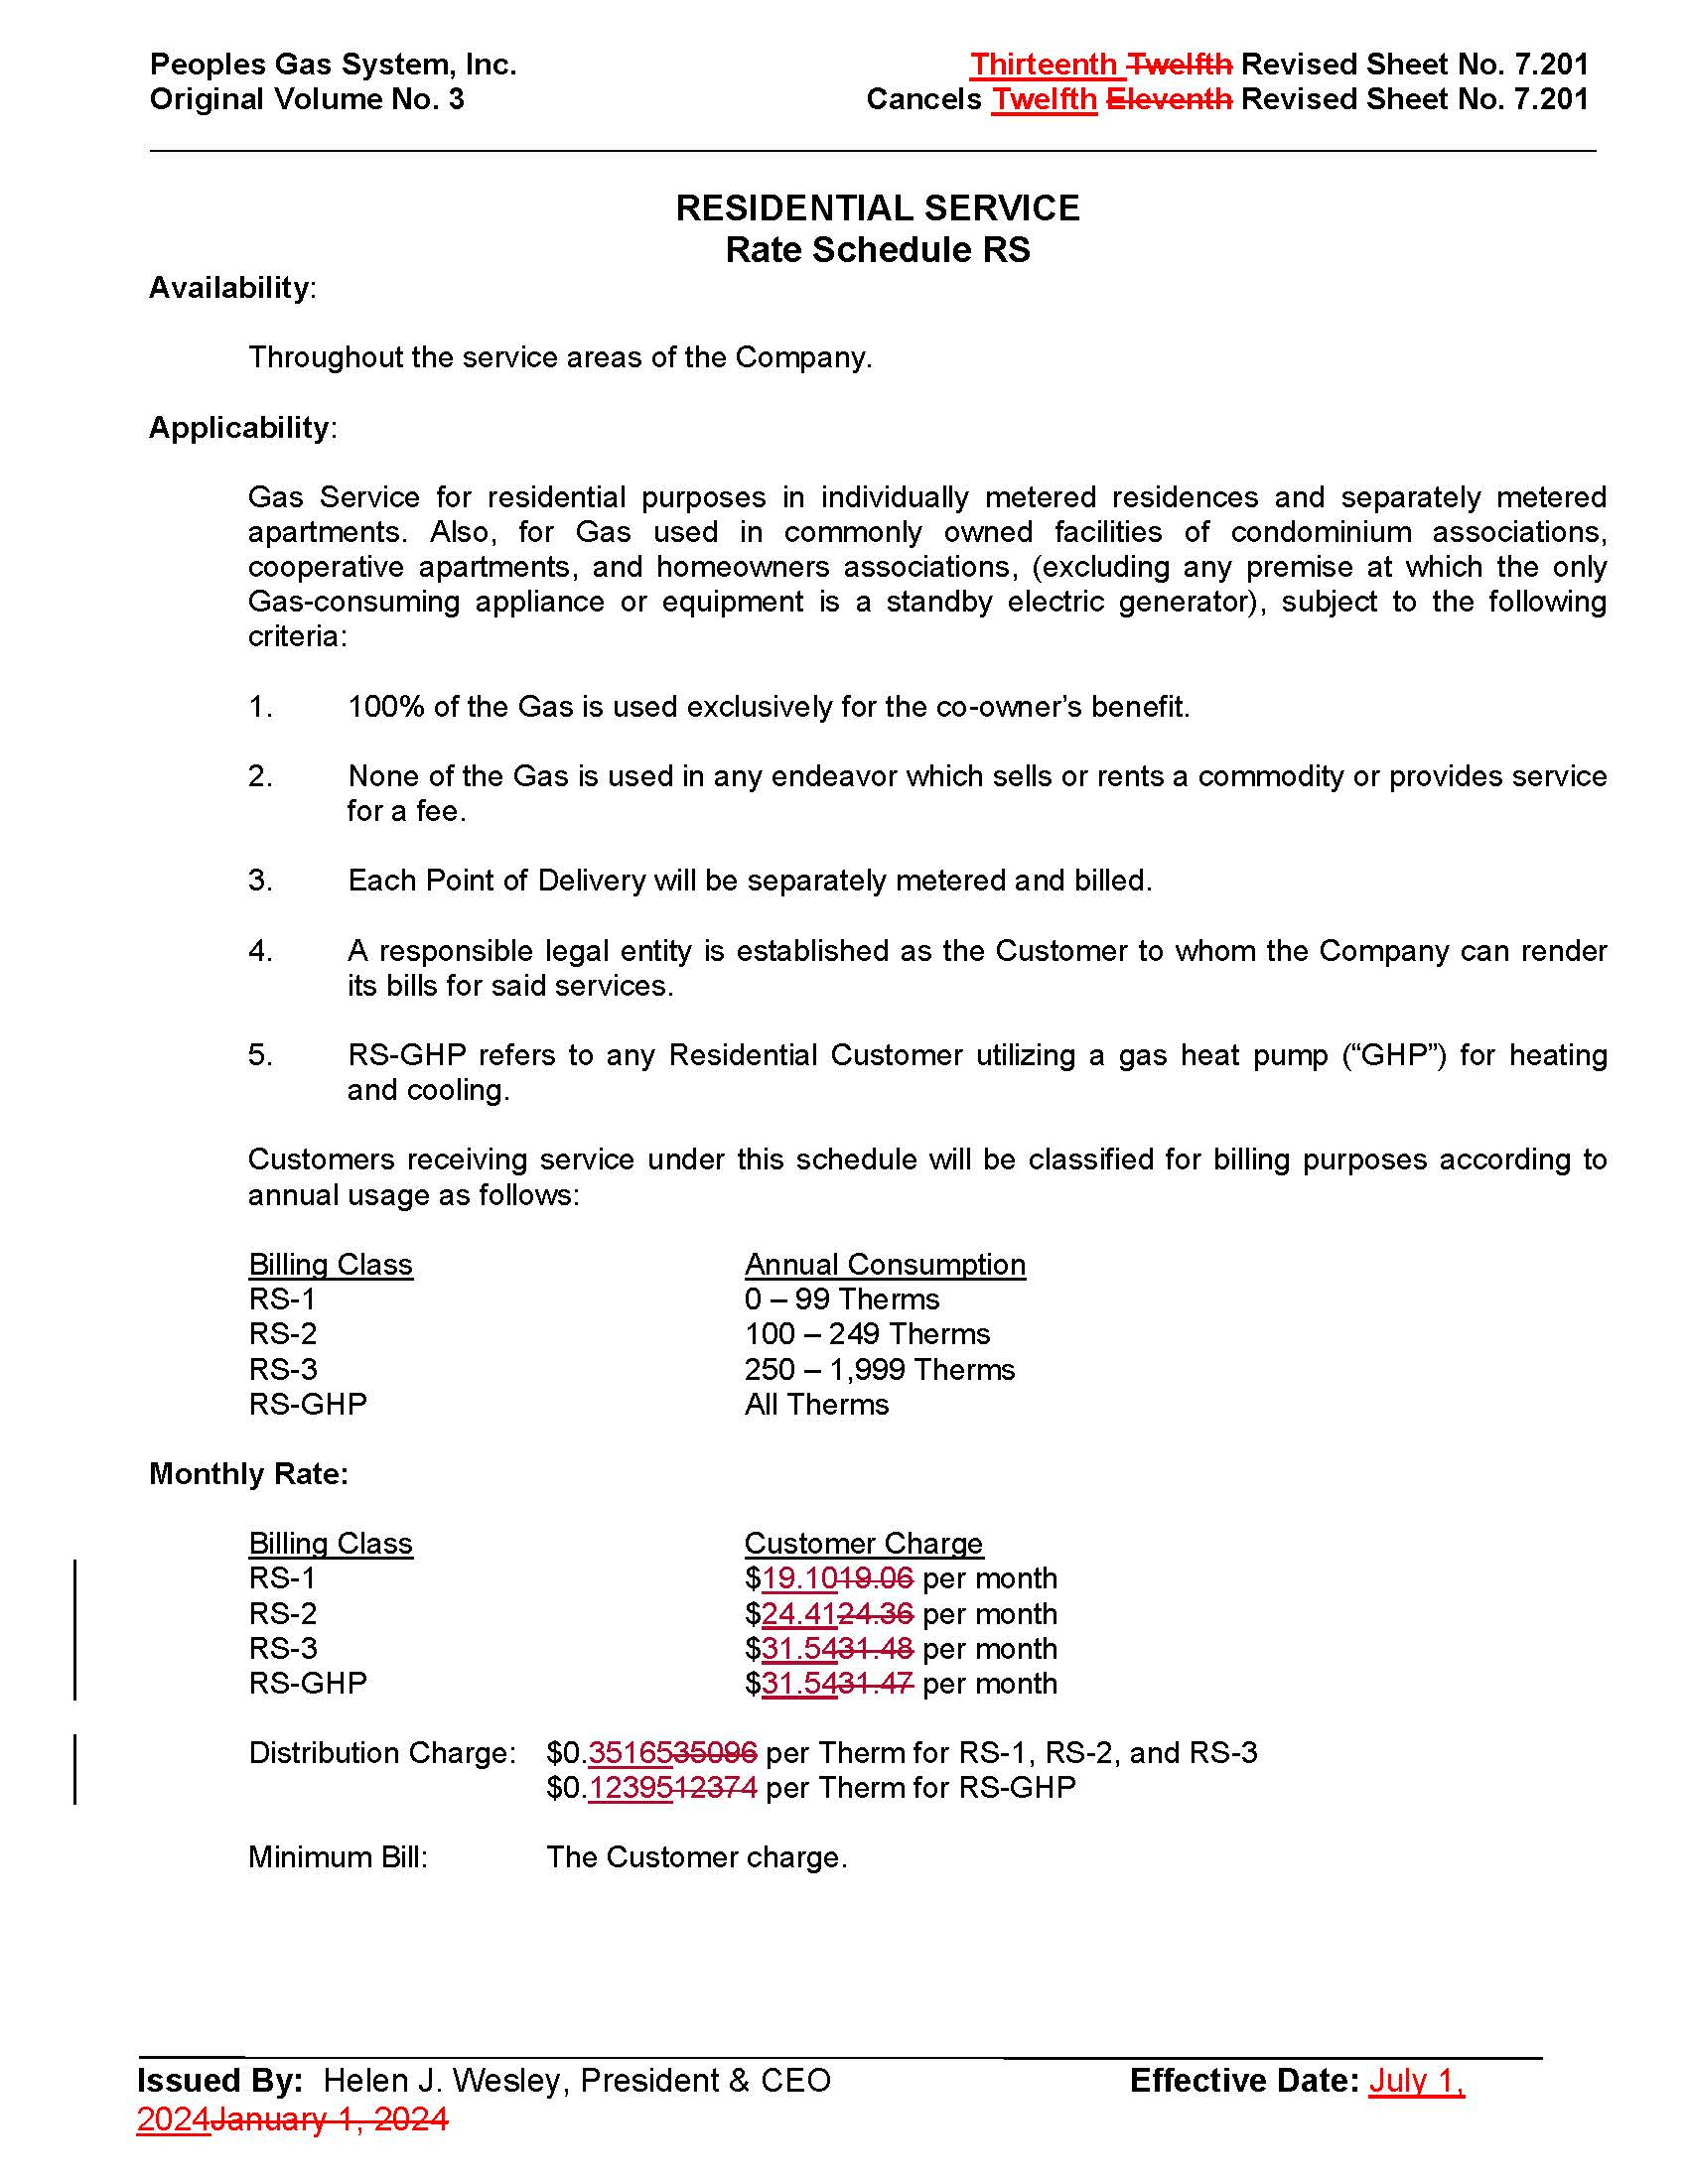 Peoples Gas System, Inc. Thirteenth Twelfth Revised Sheet No. 7.201
Original Volume No. 3 Cancels Twelfth Eleventh Revised Sheet No. 7.201
RESIDENTIAL SERVICE
Rate Schedule RS
Availability:
Throughout the service areas of the Company.
Applicability:
Gas Service for residential purposes in individually metered residences and separately metered
apartments. Also, for Gas used in commonly owned facilities of condominium associations,
cooperative apartments, and homeowners associations, (excluding any premise at which the only
Gas-consuming appliance or equipment is a standby electric generator), subject to the following
criteria:
1. 100% of the Gas is used exclusively for the co-owner’s benefit.
2. None of the Gas is used in any endeavor which sells or rents a commodity or provides service
for a fee.
3. Each Point of Delivery will be separately metered and billed.
4. A responsible legal entity is established as the Customer to whom the Company can render
its bills for said services.
5. RS-GHP refers to any Residential Customer utilizing a gas heat pump (“GHP”) for heating
and cooling.
Customers receiving service under this schedule will be classified for billing purposes according to
annual usage as follows:
Billing Class Annual Consumption
RS-1 0 – 99 Therms
RS-2 100 – 249 Therms
RS-3 250 – 1,999 Therms
RS-GHP All Therms
Monthly Rate:
Billing Class Customer Charge
RS-1 $19.1019.06 per month
RS-2 $24.4124.36 per month
RS-3 $31.5431.48 per month
RS-GHP $31.5431.47 per month
Distribution Charge: $0.3516535096 per Therm for RS-1, RS-2, and RS-3
$0.1239512374 per Therm for RS-GHP
Minimum Bill: The Customer charge.
Issued By: Helen J. Wesley, President & CEO Effective Date: July 1,
2024January 1, 2024